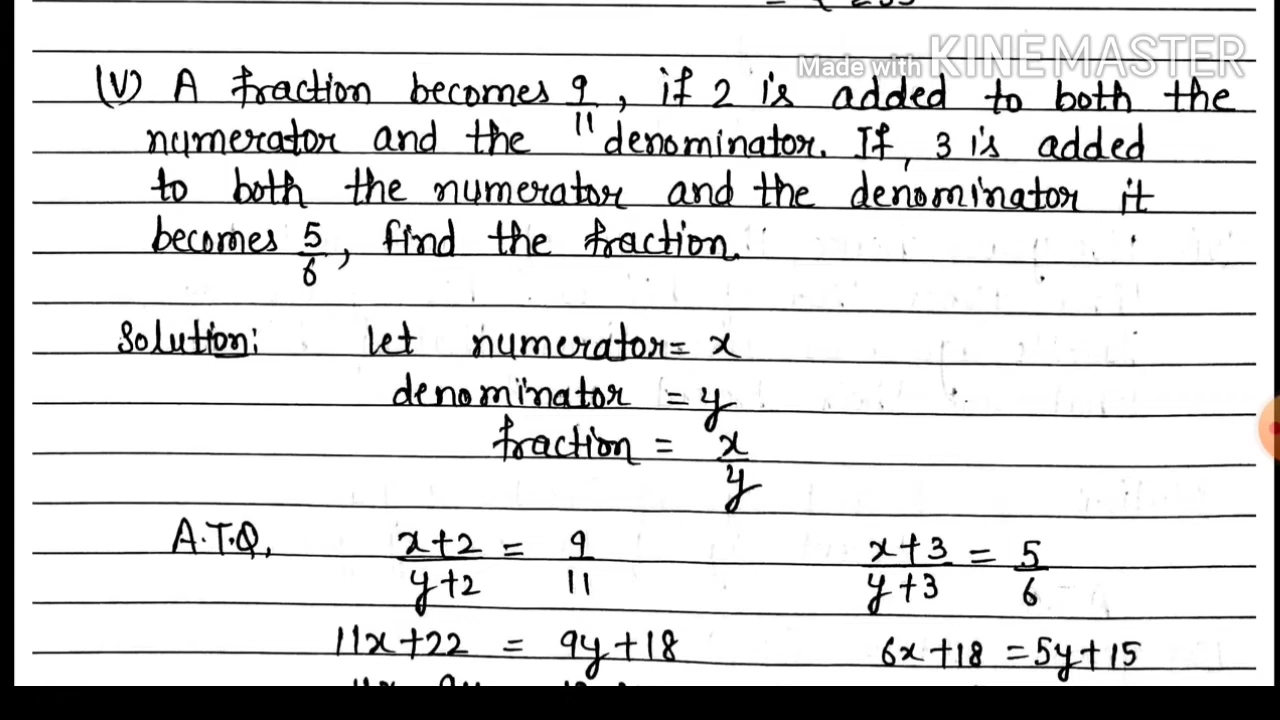 Made with KINEMASTER
(V) A fraction becomes 9/11, if 2 is added to both the
numerator and the denominator. If, 3 is added
to both the numerator and the denominator it
becomes 5/6, find the fraction.
Solution: let numerator = x
denominator = y
fraction = x/y
A.T.Q. x+2/y+2 = 9/11 x+3/y+3 = 5/6
11x+22 = 9y+18 6x+18 = 5y+15